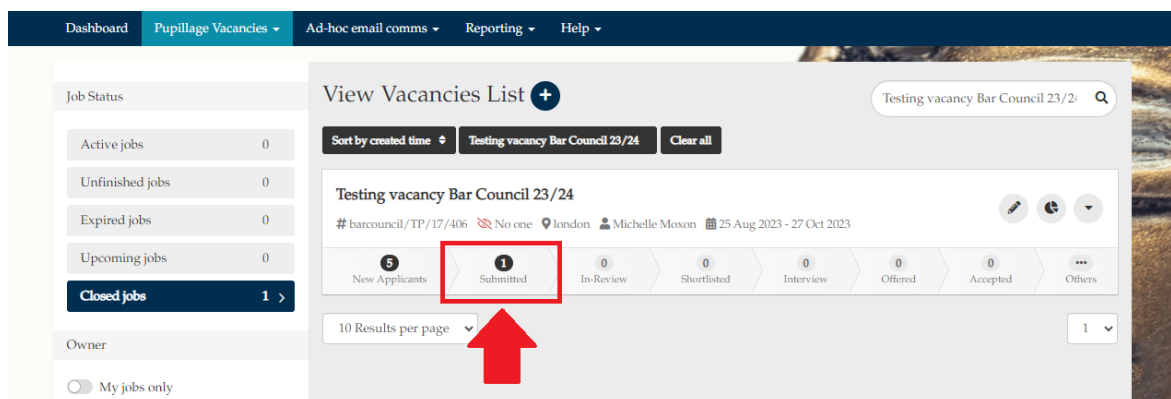 Dashboard Pupillage Vacancies Ad-hoc email comms Reporting Help
Job Status
Active jobs 0
Unfinished jobs 0
Expired jobs 0
Upcoming jobs 0
Closed jobs 1 >
Owner
My jobs only
View Vacancies List +
Testing vacancy Bar Council 23/2
Sort by created time Testing vacancy Bar Council 23/24 Clear all
Testing vacancy Bar Council 23/24
# barcouncil/TP/17/406 No one london Michelle Moxon 25 Aug 2023 - 27 Oct 2023
5 1 0 0 0 0 0 •••
New Applicants Submitted In-Review Shortlisted Interview Offered Accepted Others
10 Results per page 1